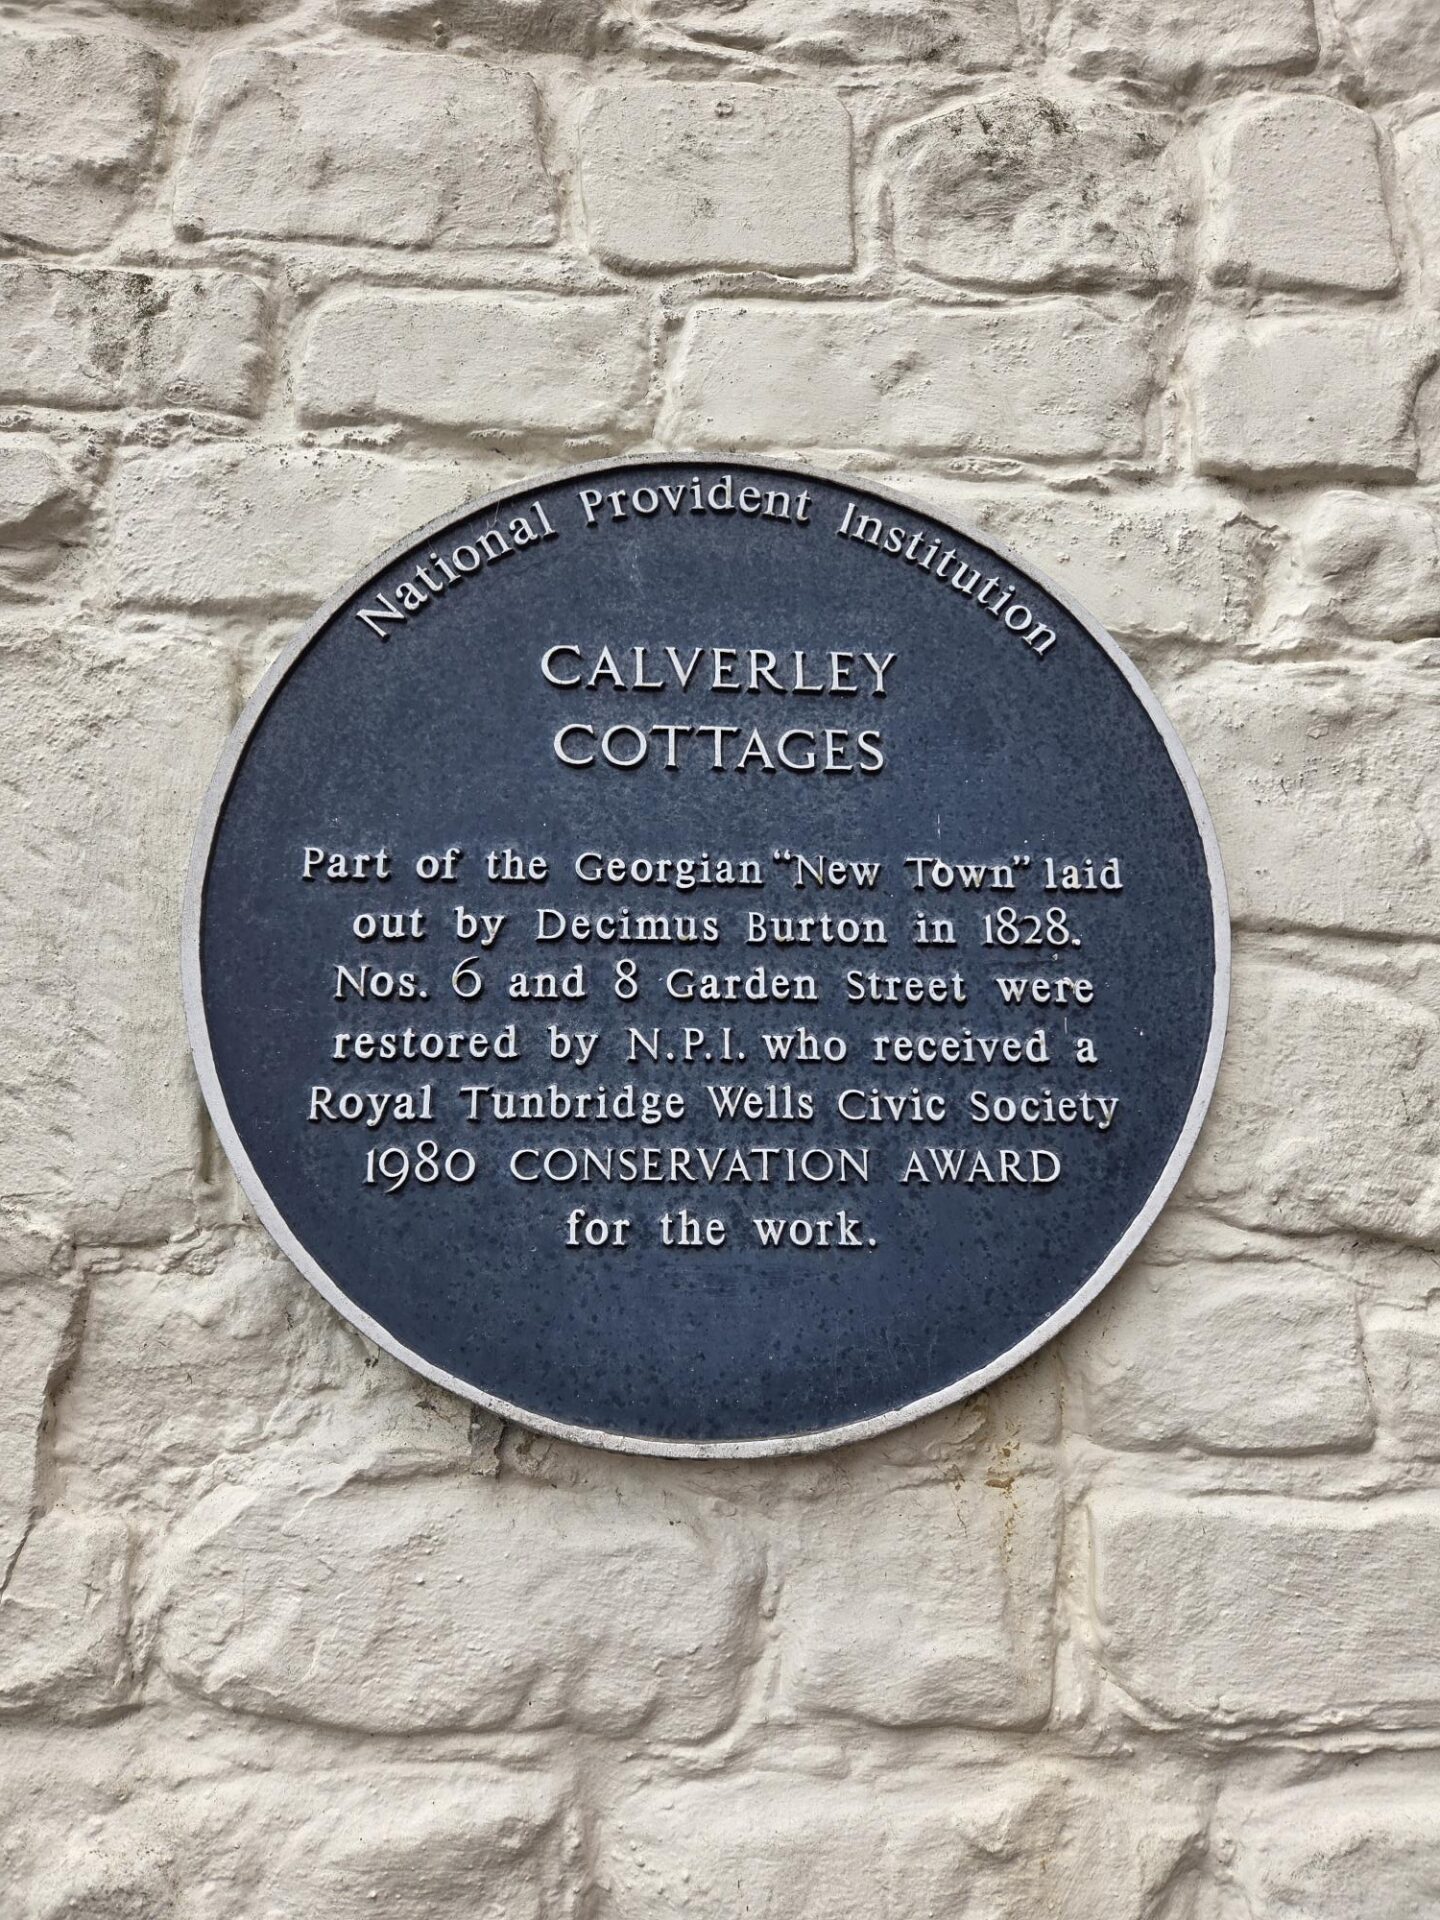 National Provident Institution
CALVERLEY
COTTAGES
Part of the Georgian "New Town" laid
out by Decimus Burton in 1828.
Nos. 6 and 8 Garden Street were
restored by N.P.I. who received a
Royal Tunbridge Wells Civic Society
1980 CONSERVATION AWARD
for the work.